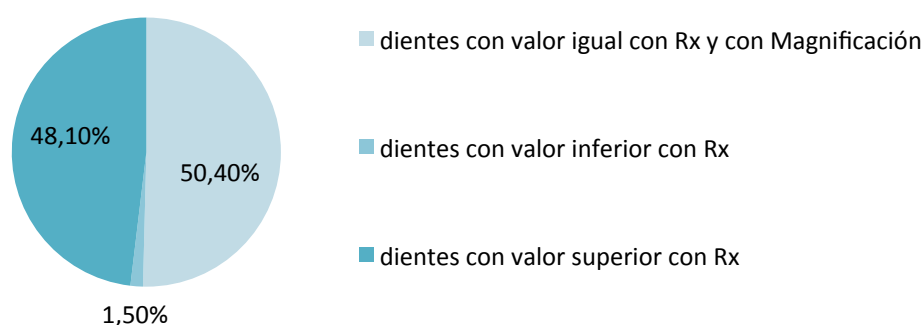 dientes con valor igual con Rx y con Magnificación
48,10%
50,40%
dientes con valor inferior con Rx
dientes con valor superior con Rx
1,50%